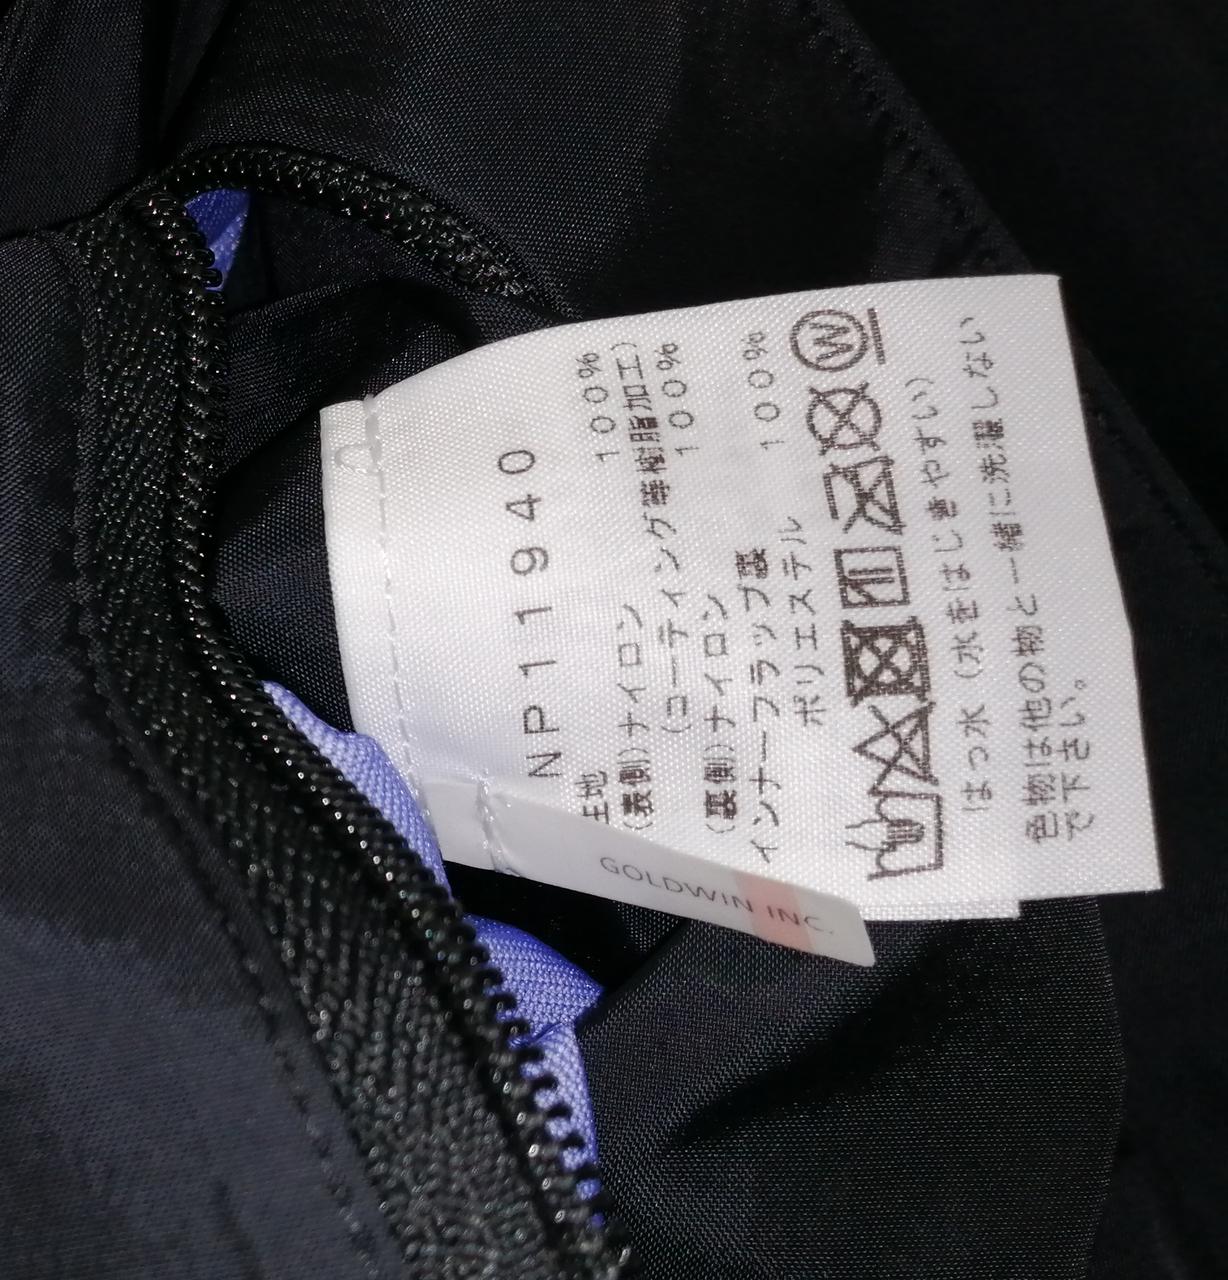 NP11940
生地
(表側)ナイロン 100%
(コーティング等樹脂加工)
(裏側)ナイロン 100%
インナーフラップ裏
ポリエステル 100%
W
はっ水(水をはじきやすい)
色物は他の物と一緒に洗濯しない
で下さい。
GOLDWIN INC.